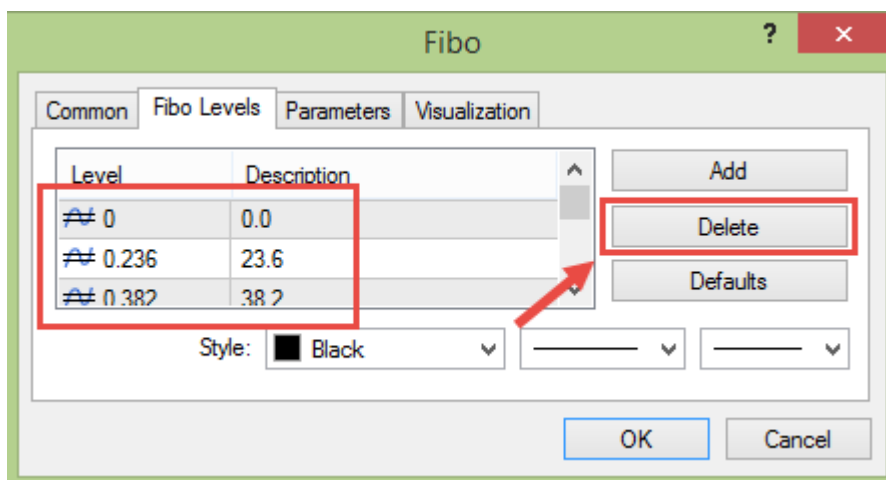 Fibo ?
Common Fibo Levels Parameters Visualization
Level Description
0 0.0
0.236 23.6
0.382 38.2
Add
Delete
Defaults
Style: Black
OK Cancel